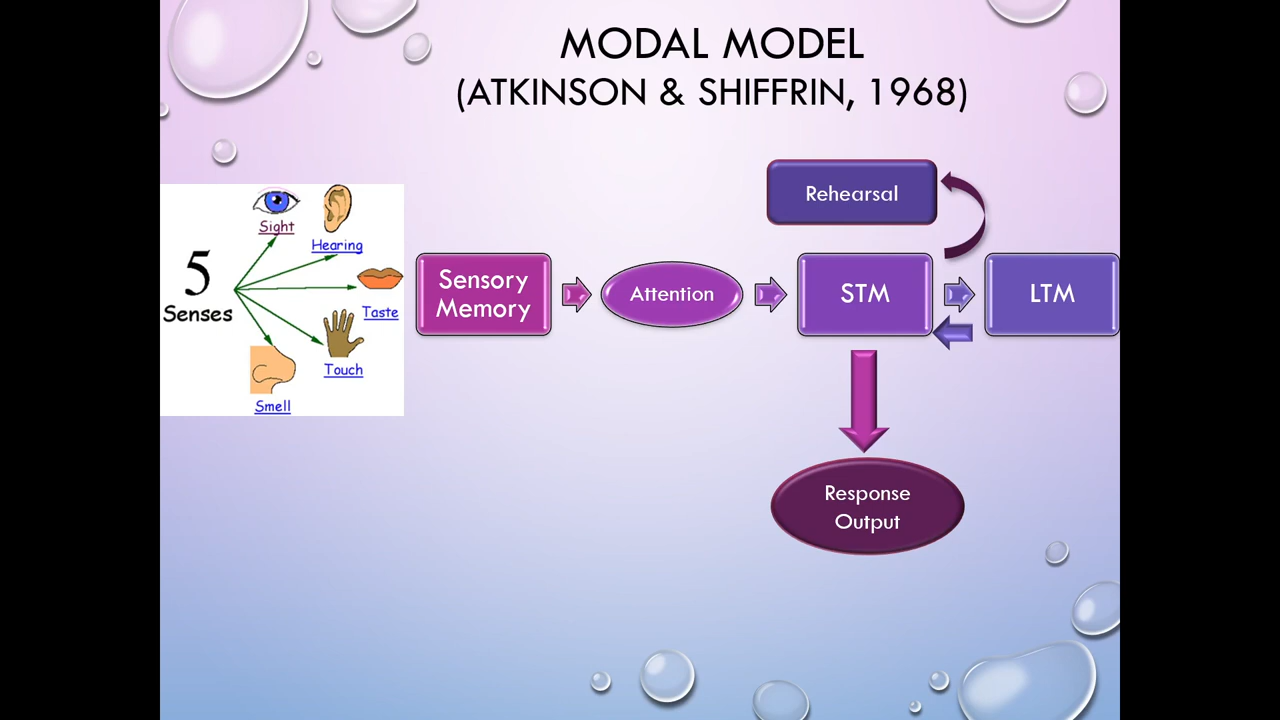 MODAL MODEL
(ATKINSON & SHIFFRIN, 1968)
Rehearsal
Sight
Hearing
5
Senses
Taste
Touch
Smell
Sensory
Memory
Attention
STM
LTM
Response
Output